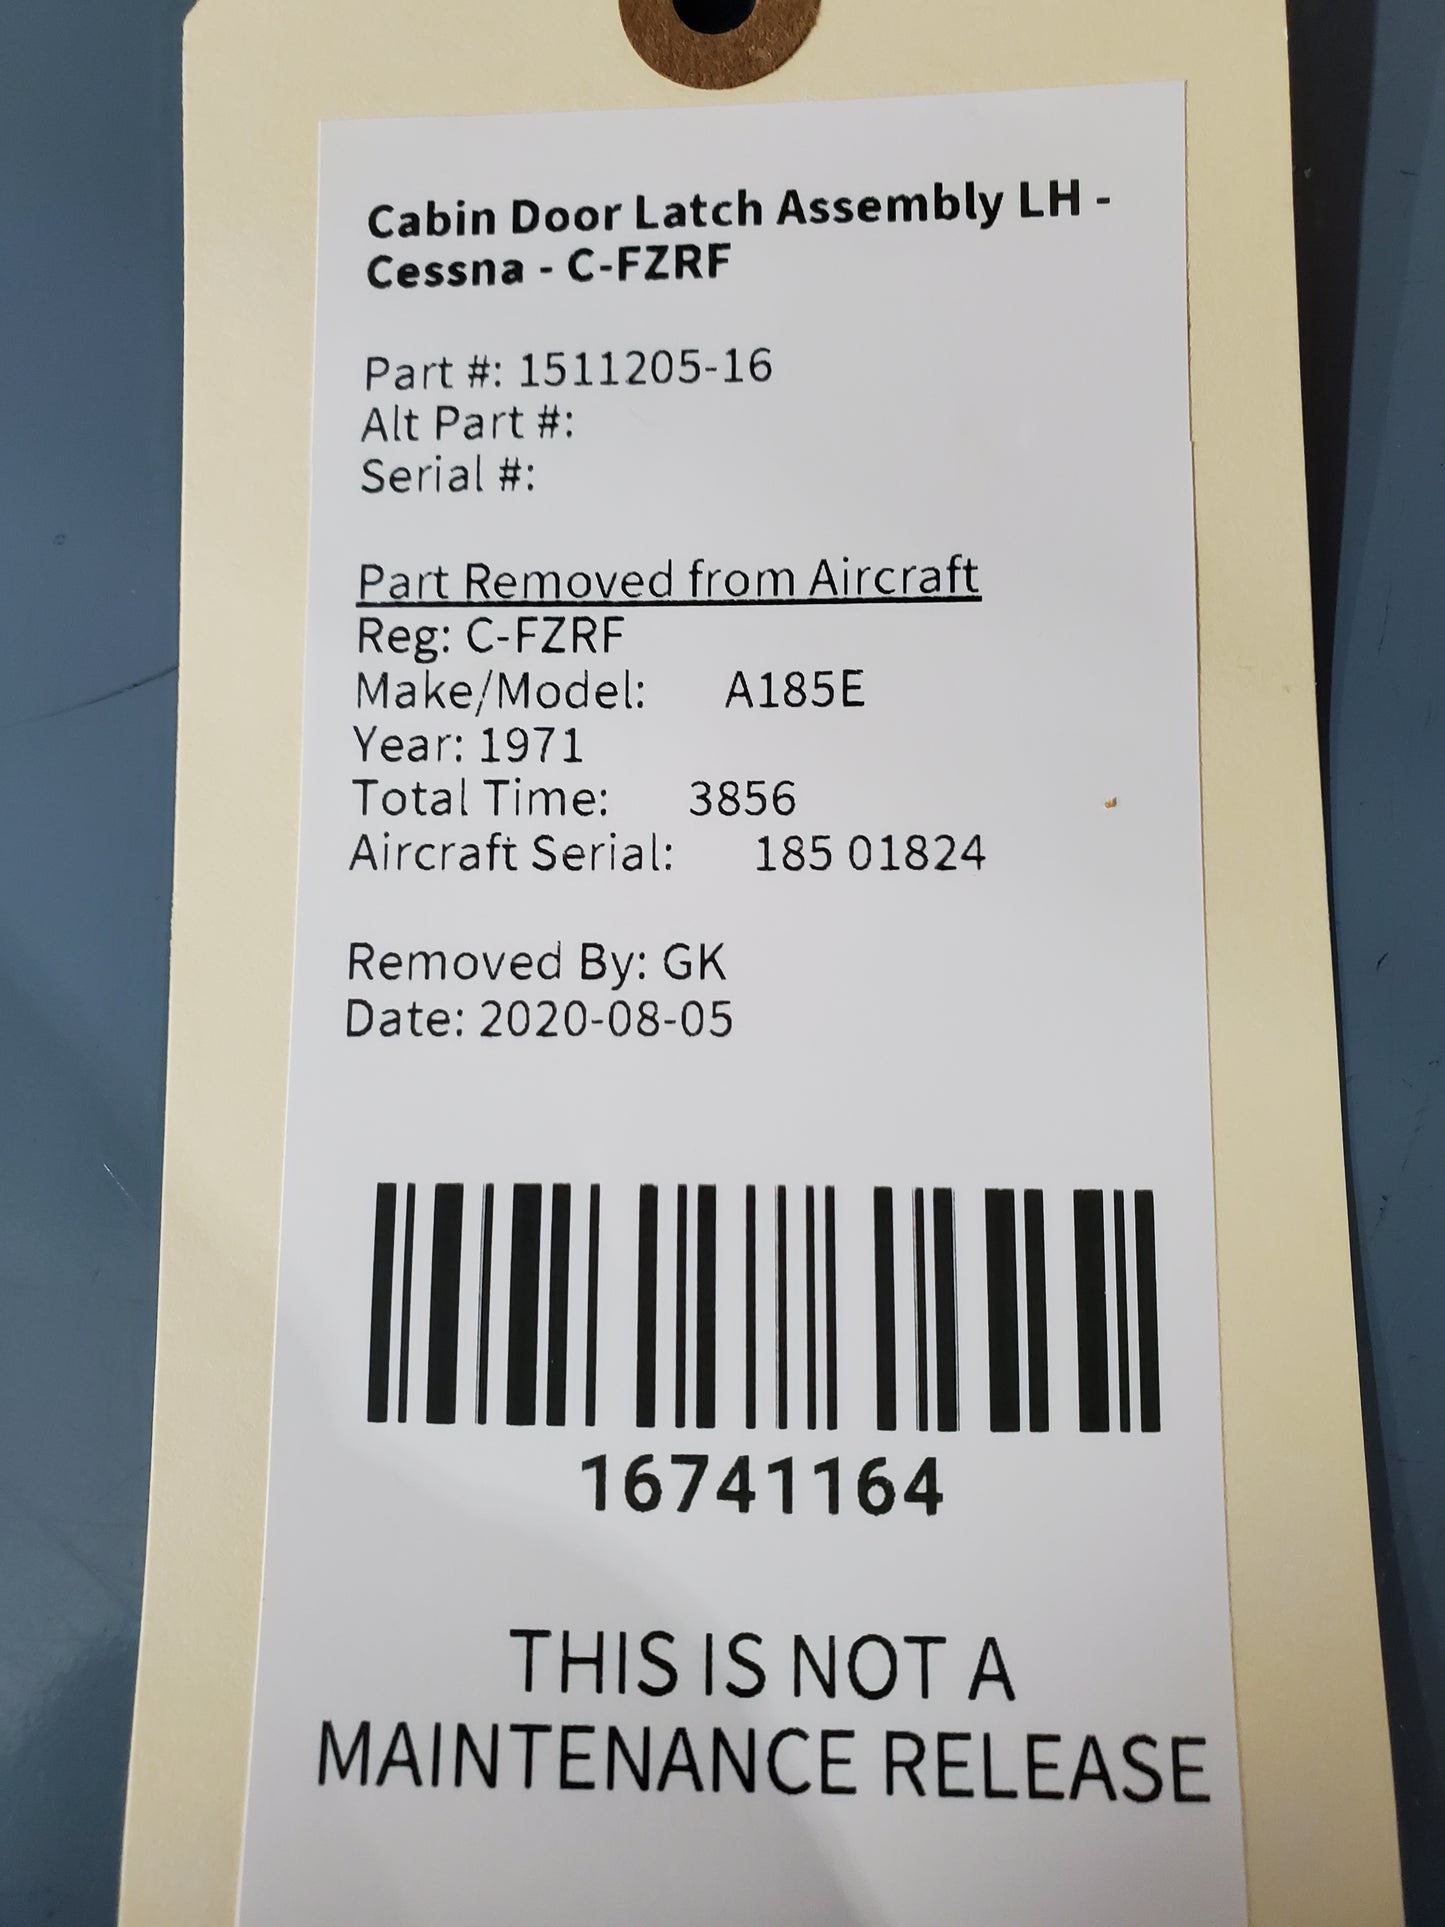 Cabin Door Latch Assembly LH -
Cessna - C-FZRF
Part #: 1511205-16
Alt Part #:
Serial #:
Part Removed from Aircraft
Reg: C-FZRF
Make/Model: A185E
Year: 1971
Total Time: 3856
Aircraft Serial: 185 01824
Removed By: GK
Date: 2020-08-05
16741164
THIS IS NOT A
MAINTENANCE RELEASE